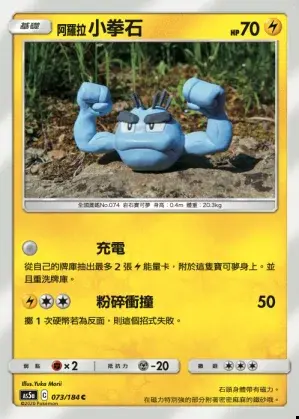 基礎 阿羅拉 小拳石 HP 70
全國圖鑑No.074 岩石寶可夢 身高：0.4m 體重：20.3kg
充電
從自己的牌庫抽出最多2張 能量卡，附於這隻寶可夢身上。並
且重洗牌庫。
粉碎衝撞 50
擲1次硬幣若為反面，則這個招式失敗。
弱點 ×2 抵抗力 -20 撤退
Illus.Yuka Morii
AS5a C 073/184 C
©2020 Pokémon
石頭身體帶有磁力。
在磁力特別強的部分附著密密麻麻的鐵砂哦。